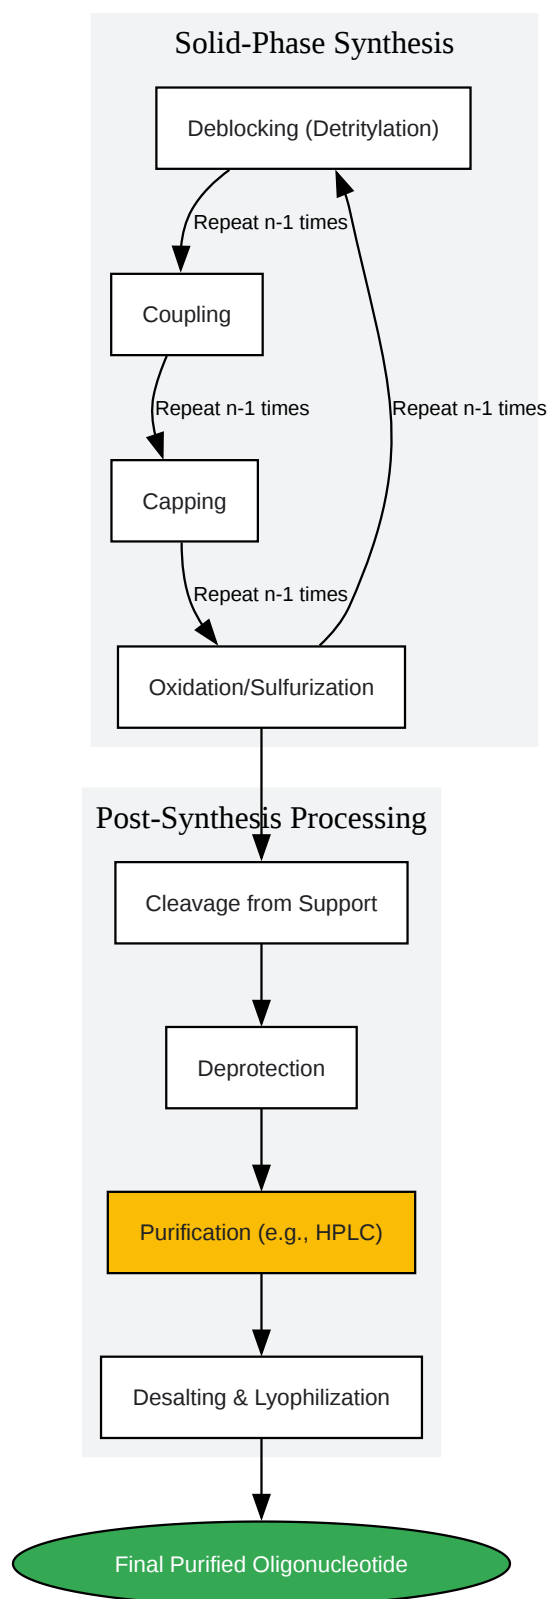 Solid-Phase Synthesis
Deblocking (Detritylation)
Repeat n-1 times
Coupling
Repeat n-1 times
Repeat n-1 times
Capping
Repeat n-1 times
Oxidation/Sulfurization
Post-Synthesis Processing
Cleavage from Support
Deprotection
Purification (e.g., HPLC)
Desalting & Lyophilization
Final Purified Oligonucleotide